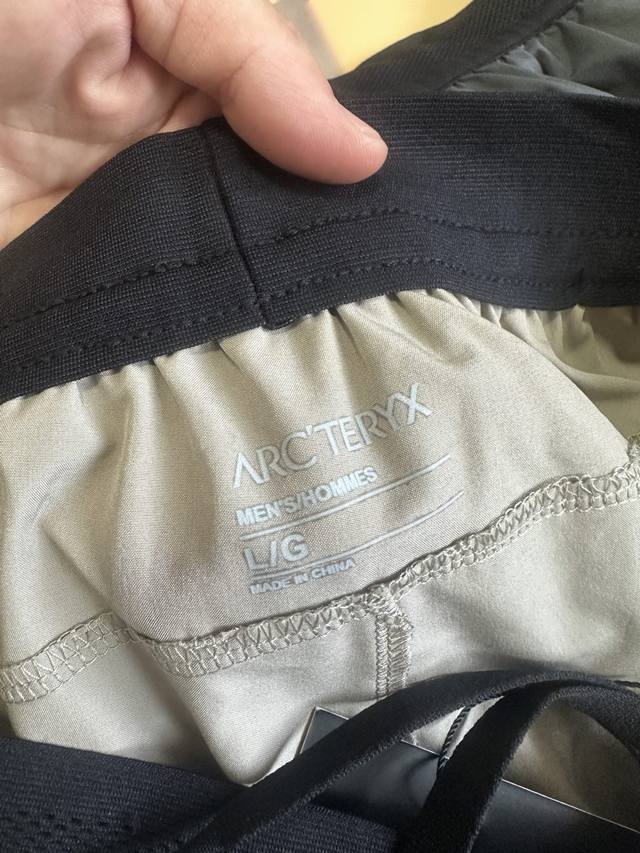 ARC'TERYX
MEN'S/HOMMES
L/G
MADE IN CHINA